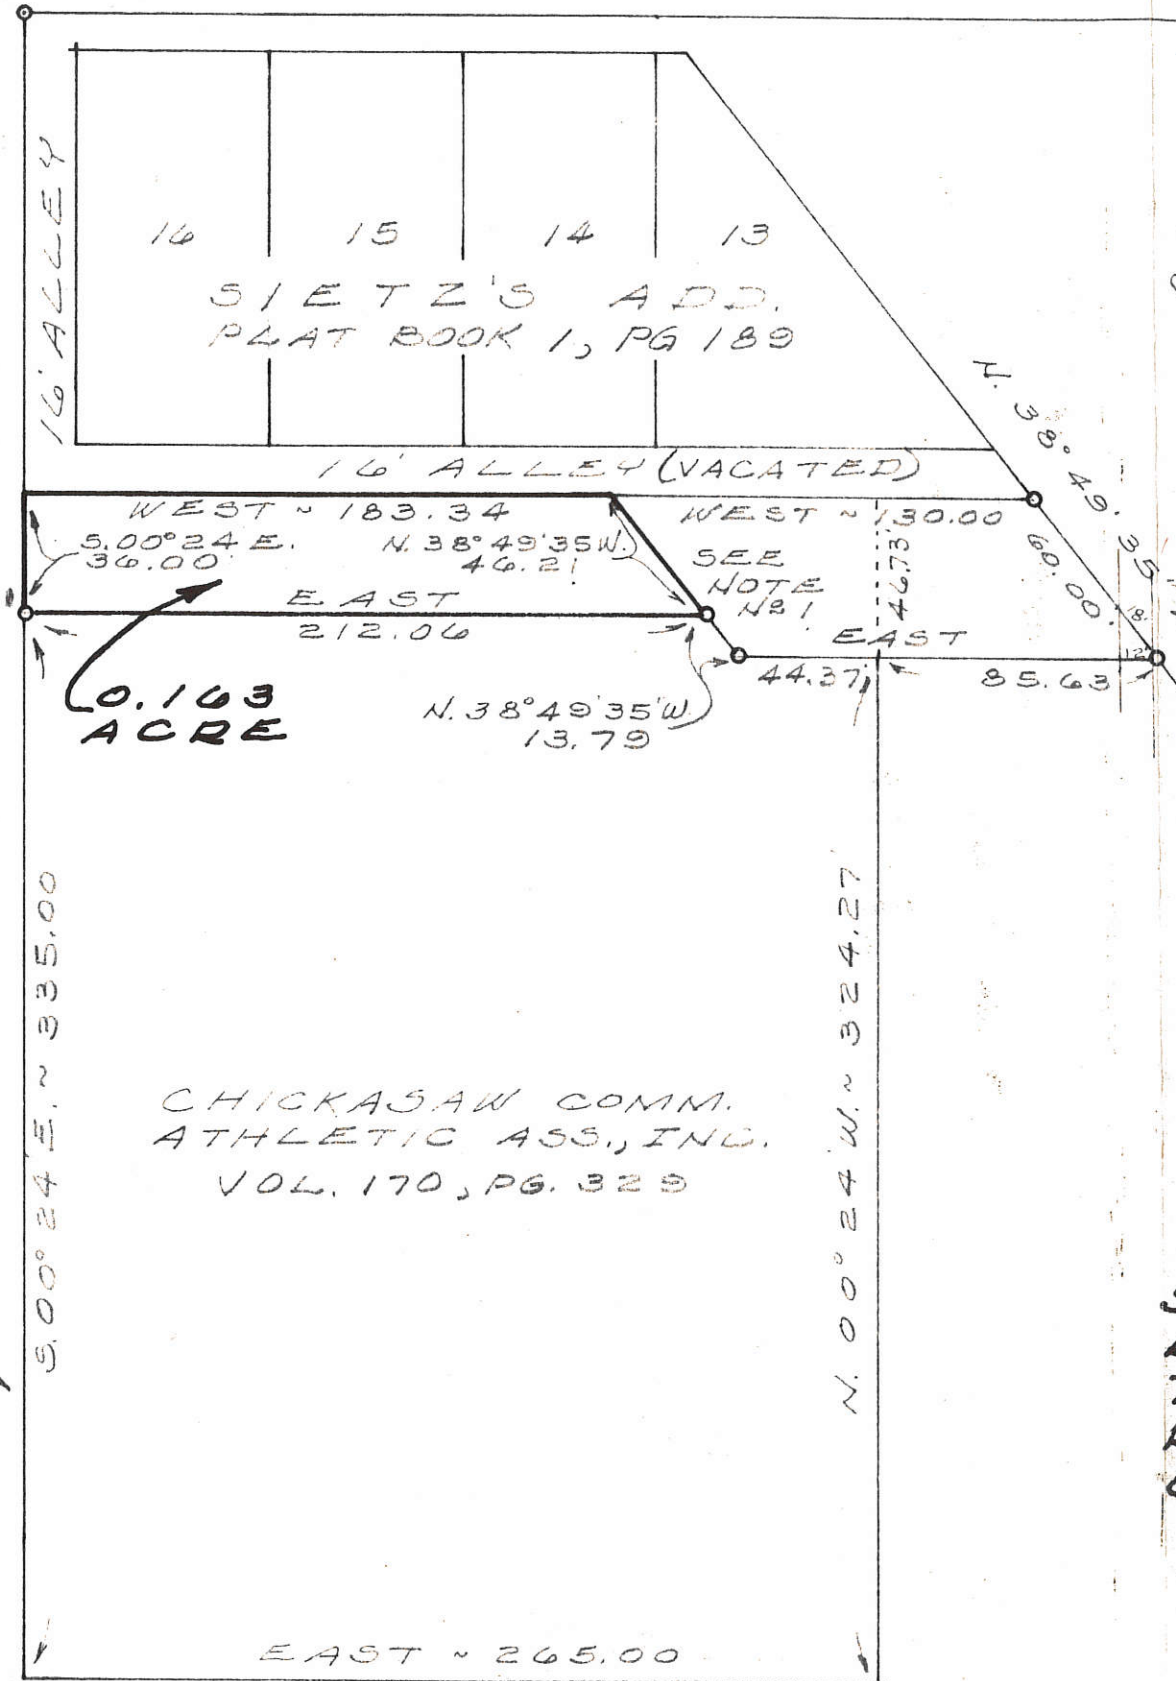 16' ALLEY
16
15
14
13
SIETZ'S ADD.
PLAT BOOK 1, PG 189
N. 38°49'35
16' ALLEY (VACATED)
WEST ~ 183.34
WEST ~ 130.00
S.00°24 E.
36.00
N. 38°49'35"W.
46.21
SEE
NOTE
Nº 1
46.73'
60.00
18'
12'
EAST
212.06
EAST
44.37
85.63
0.163
ACRE
N. 38°49'35"W
13.79
S.00°24'E. ~ 335.00
N. 00°24'W. ~ 324.27
CHICKASAW COMM.
ATHLETIC ASS., INC.
VOL. 170, PG. 329
EAST ~ 265.00